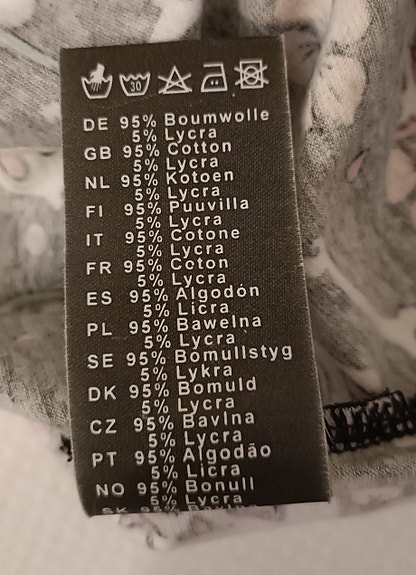 30
DE 95% Boumwolle
5% Lycra
GB 95% Cotton
5% Lycra
NL 95% Kotoen
5% Lycra
FI 95% Puuvilla
5% Lycra
IT 95% Cotone
5% Lycra
FR 95% Coton
5% Lycra
ES 95% Algodón
5% Licra
PL 95% Bawelna
5% Lycra
SE 95% Bomullstyg
5% Lykra
DK 95% Bomuld
5% Lycra
CZ 95% Bavlna
5% Lycra
PT 95% Algodão
5% Licra
NO 95% Bonull
5% Lycra